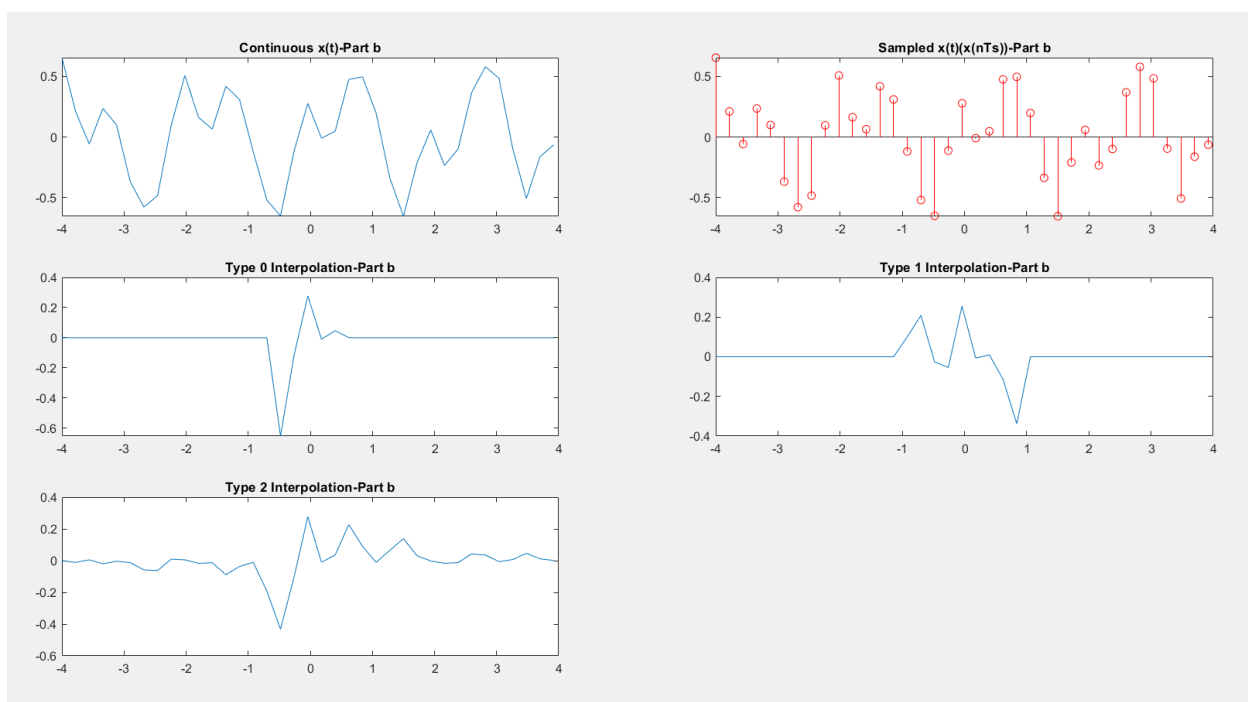 Continuous x(t)-Part b
0.5
0
-0.5
-4 -3 -2 -1 0 1 2 3 4
Sampled x(t)(x(nTs))-Part b
0.5
0
-0.5
-4 -3 -2 -1 0 1 2 3 4
Type 0 Interpolation-Part b
0.4
0.2
0
-0.2
-0.4
-0.6
-4 -3 -2 -1 0 1 2 3 4
Type 1 Interpolation-Part b
0.4
0.2
0
-0.2
-0.4
-4 -3 -2 -1 0 1 2 3 4
Type 2 Interpolation-Part b
0.4
0.2
0
-0.2
-0.4
-0.6
-4 -3 -2 -1 0 1 2 3 4